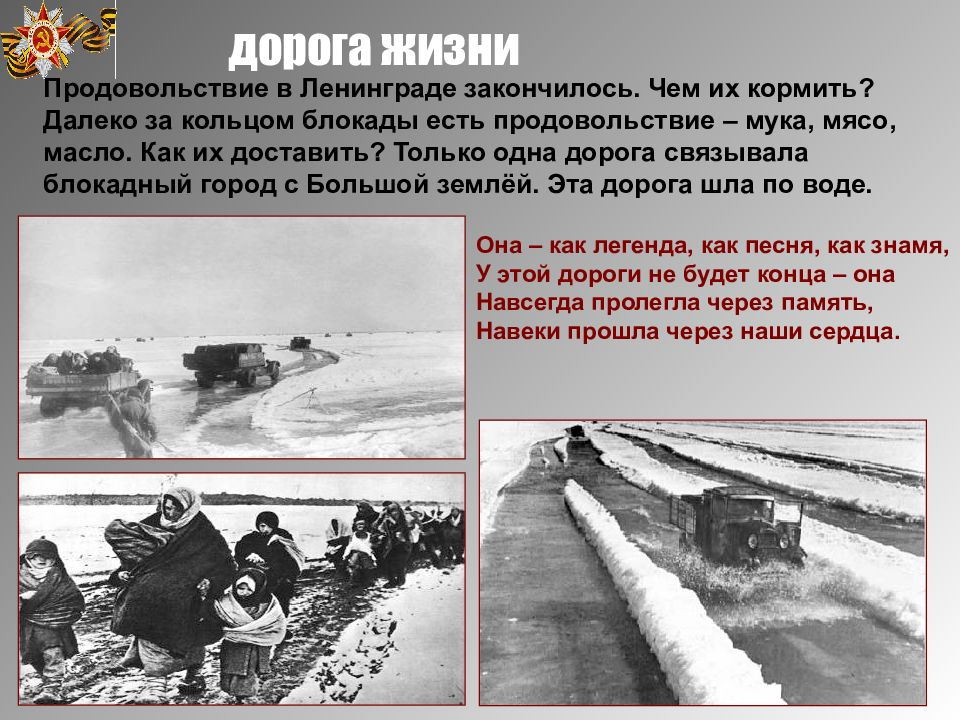 дорога жизни
Продовольствие в Ленинграде закончилось. Чем их кормить?
Далеко за кольцом блокады есть продовольствие – мука, мясо,
масло. Как их доставить? Только одна дорога связывала
блокадный город с Большой землёй. Эта дорога шла по воде.
Она – как легенда, как песня, как знамя,
У этой дороги не будет конца – она
Навсегда пролегла через память,
Навеки прошла через наши сердца.